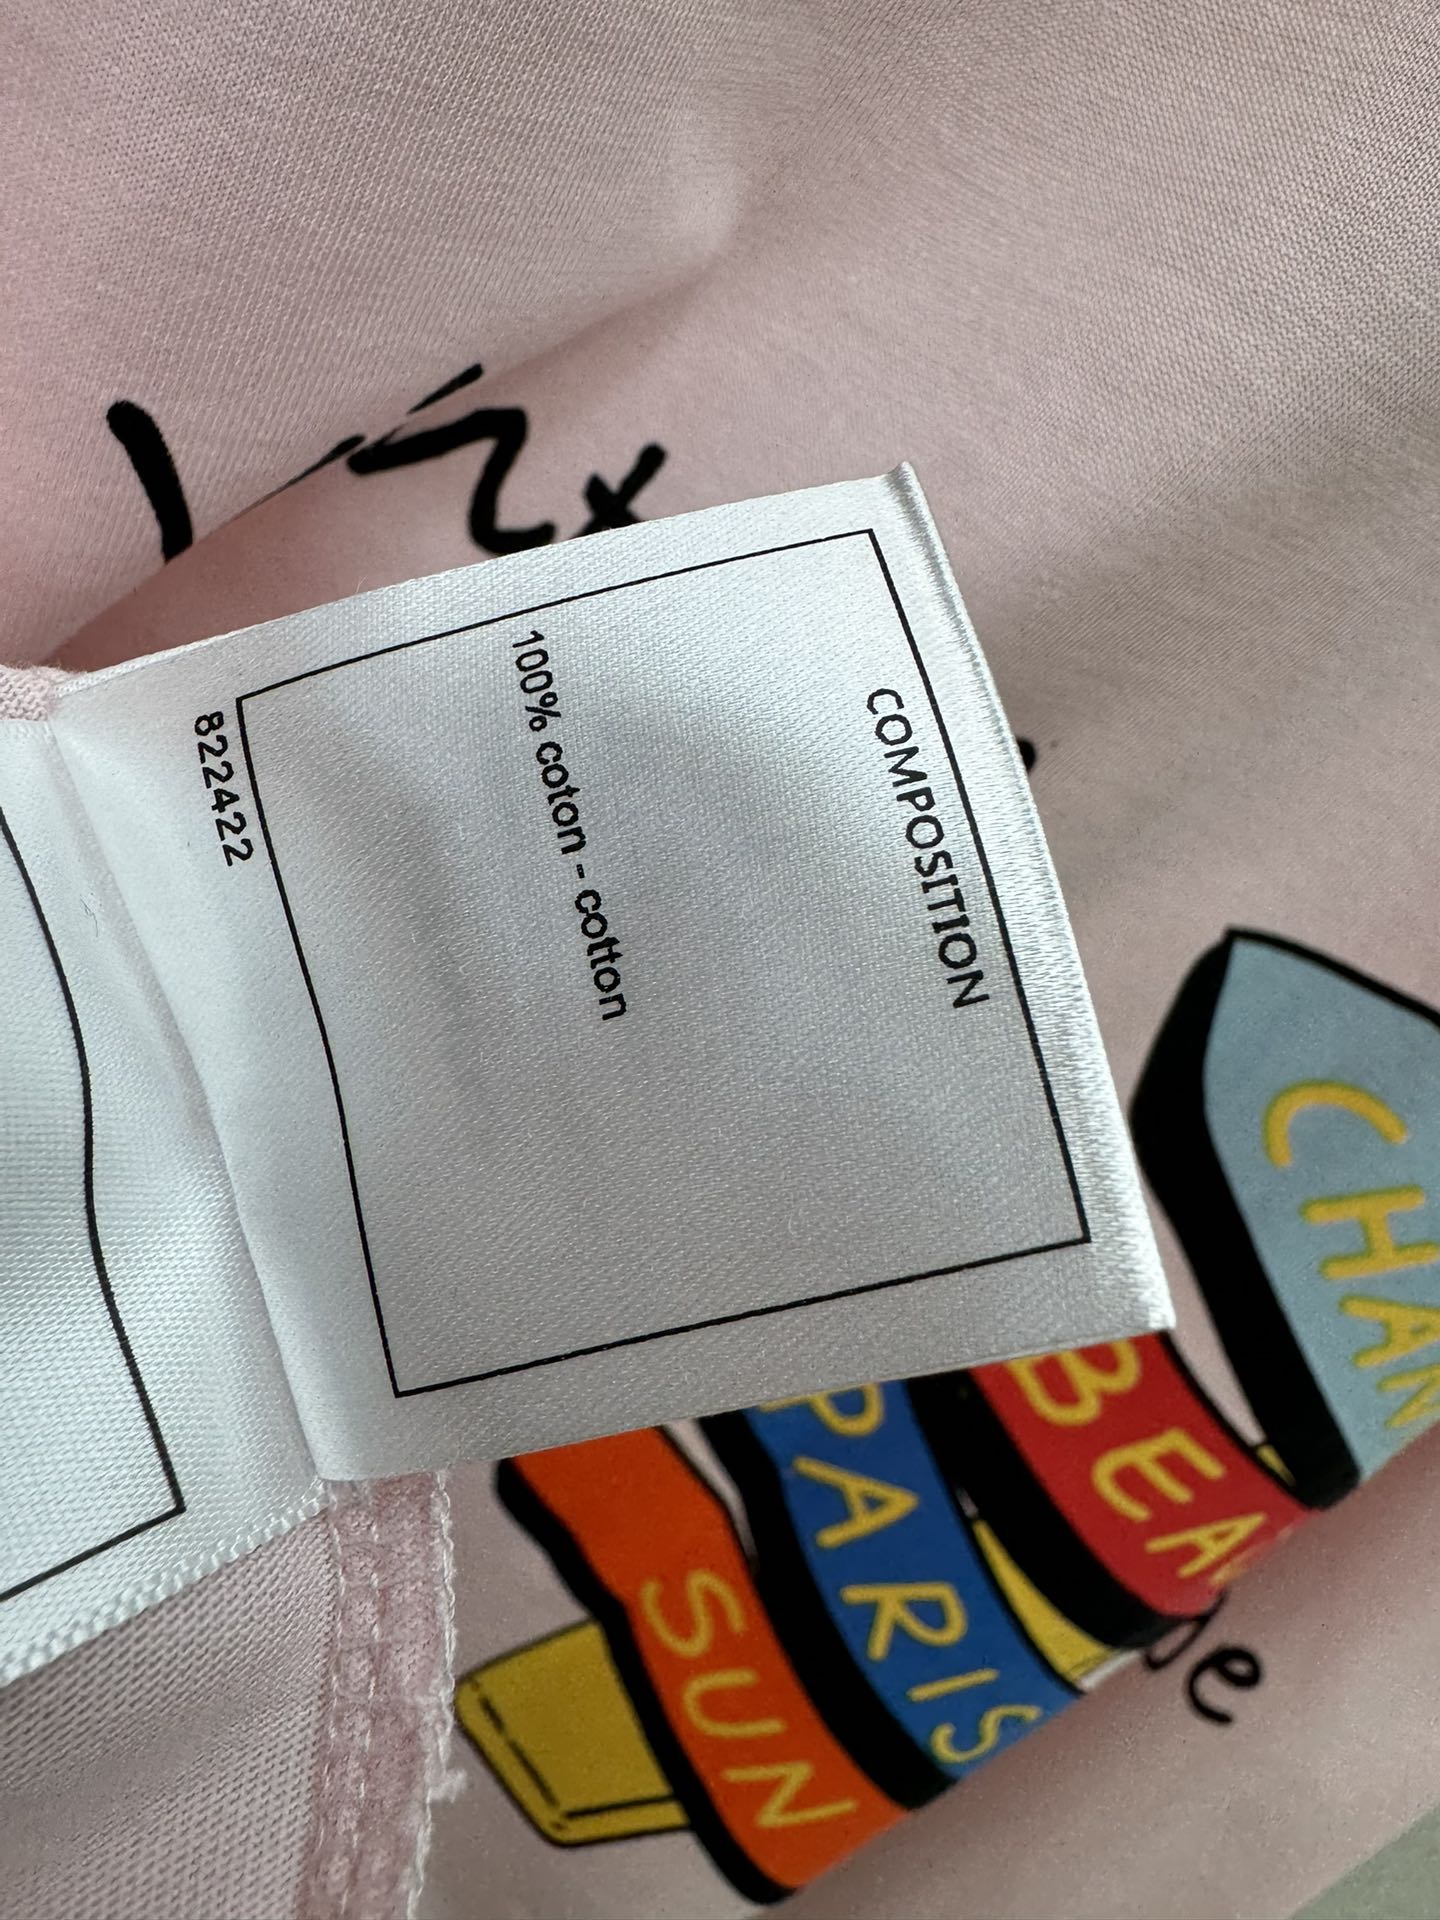 COMPOSITION
100% coton - cotton
822422
CHAN
BEA
PARIS
SUN